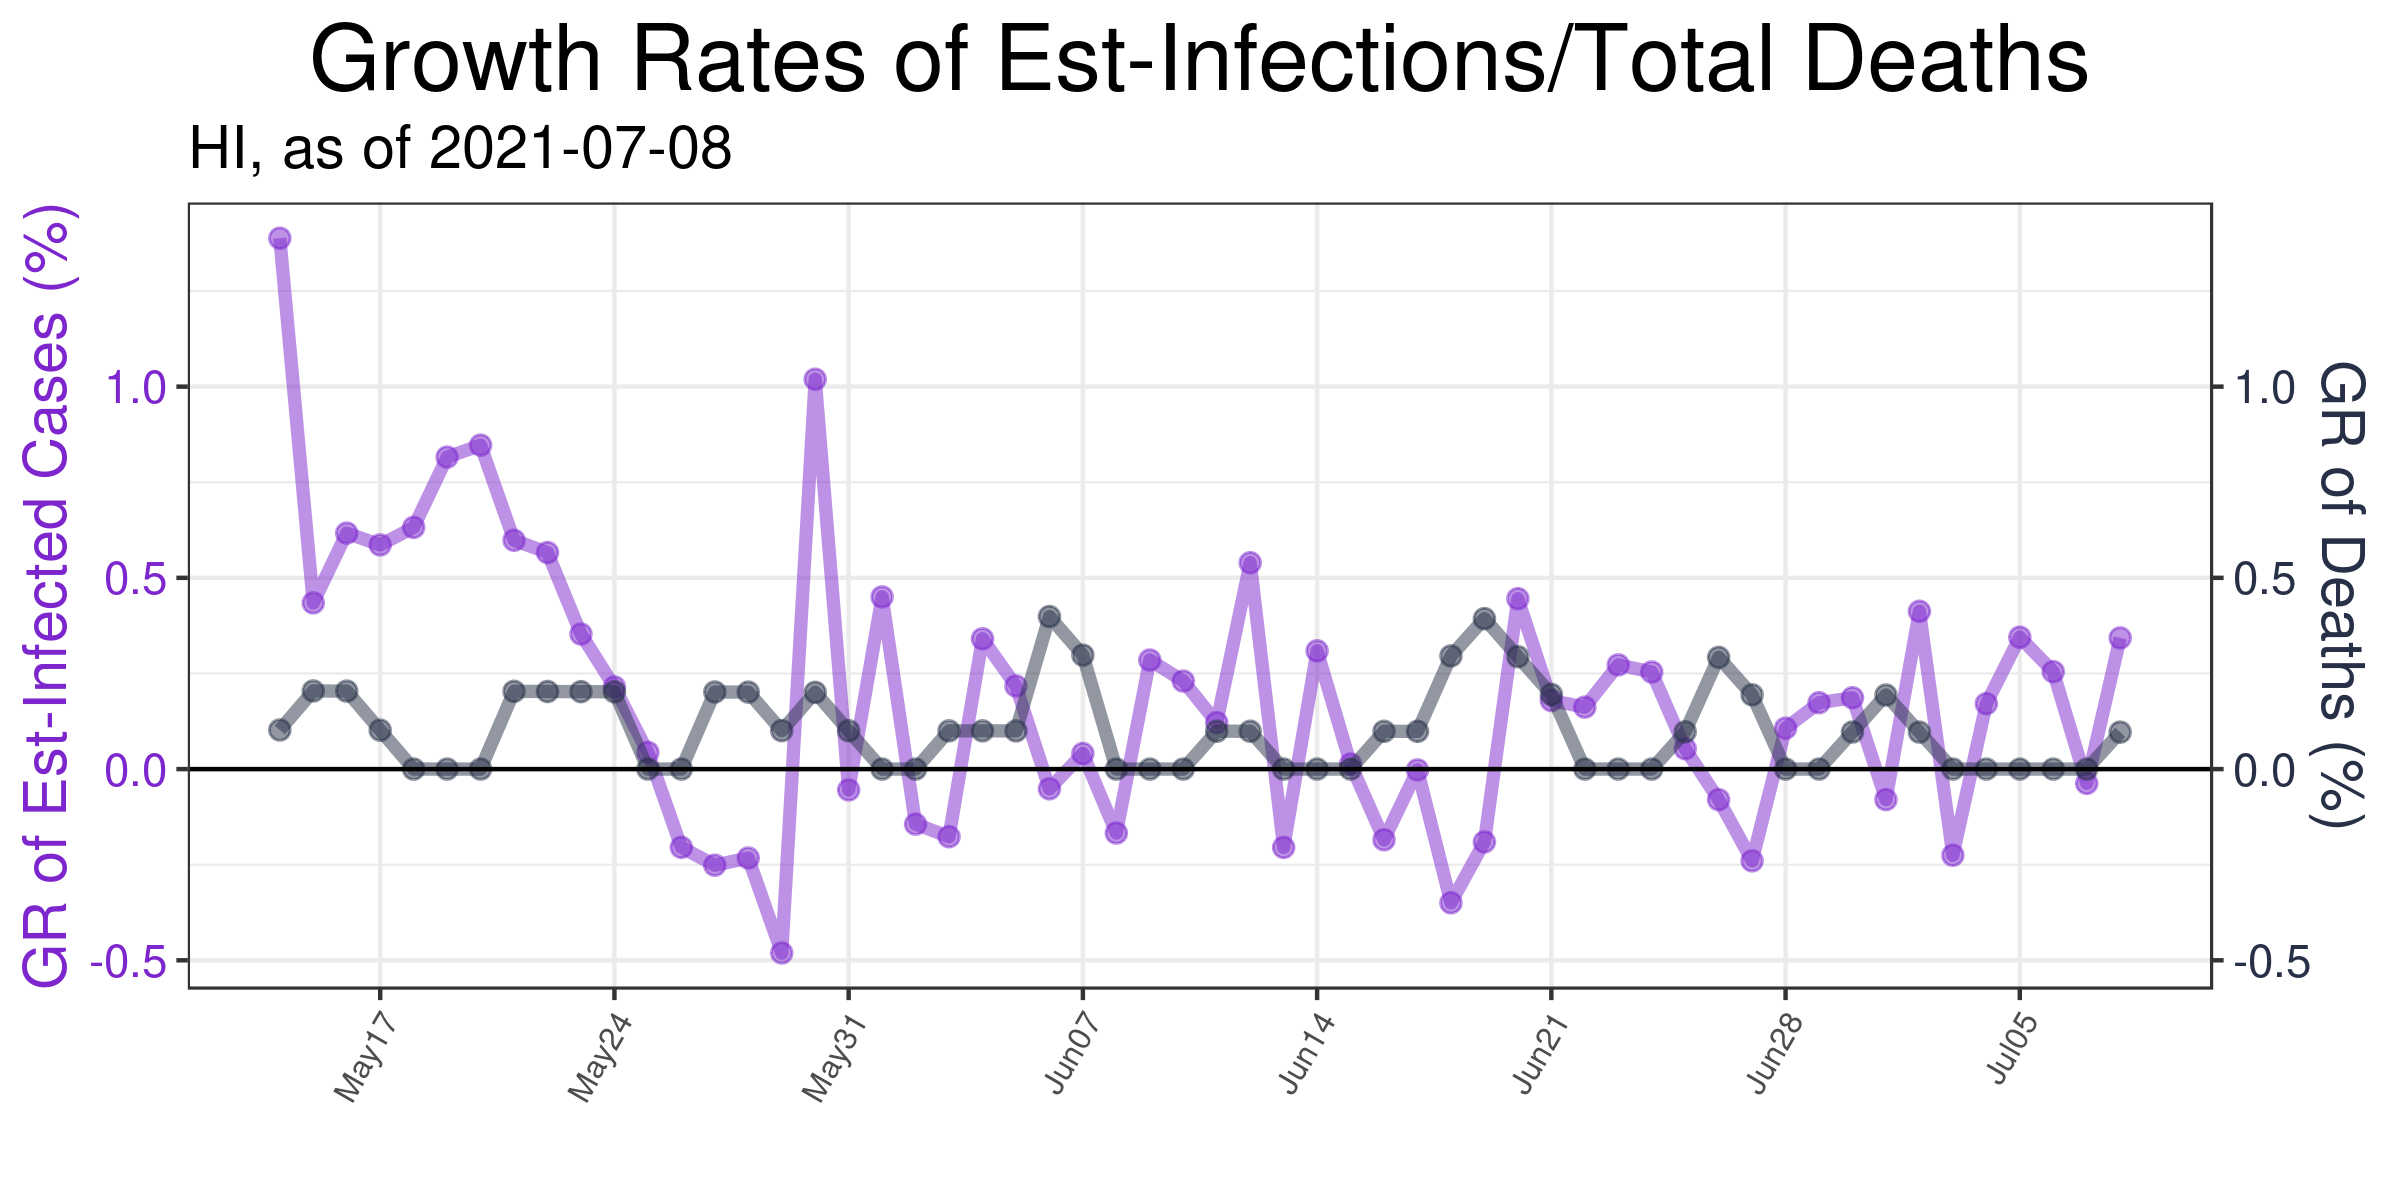 Growth Rates of Est-Infections/Total Deaths
HI, as of 2021-07-08
GR of Est-Infected Cases (%)
1.0
0.5
0.0
-0.5
1.0
0.5
0.0
-0.5
GR of Deaths (%)
May17
May24
May31
Jun07
Jun14
Jun21
Jun28
Jul05